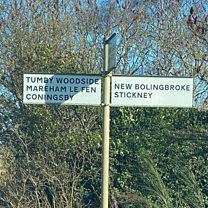 TUMBY WOODSIDE
MAREHAM LE FEN
CONINGSBY
NEW BOLINGBROKE
STICKNEY